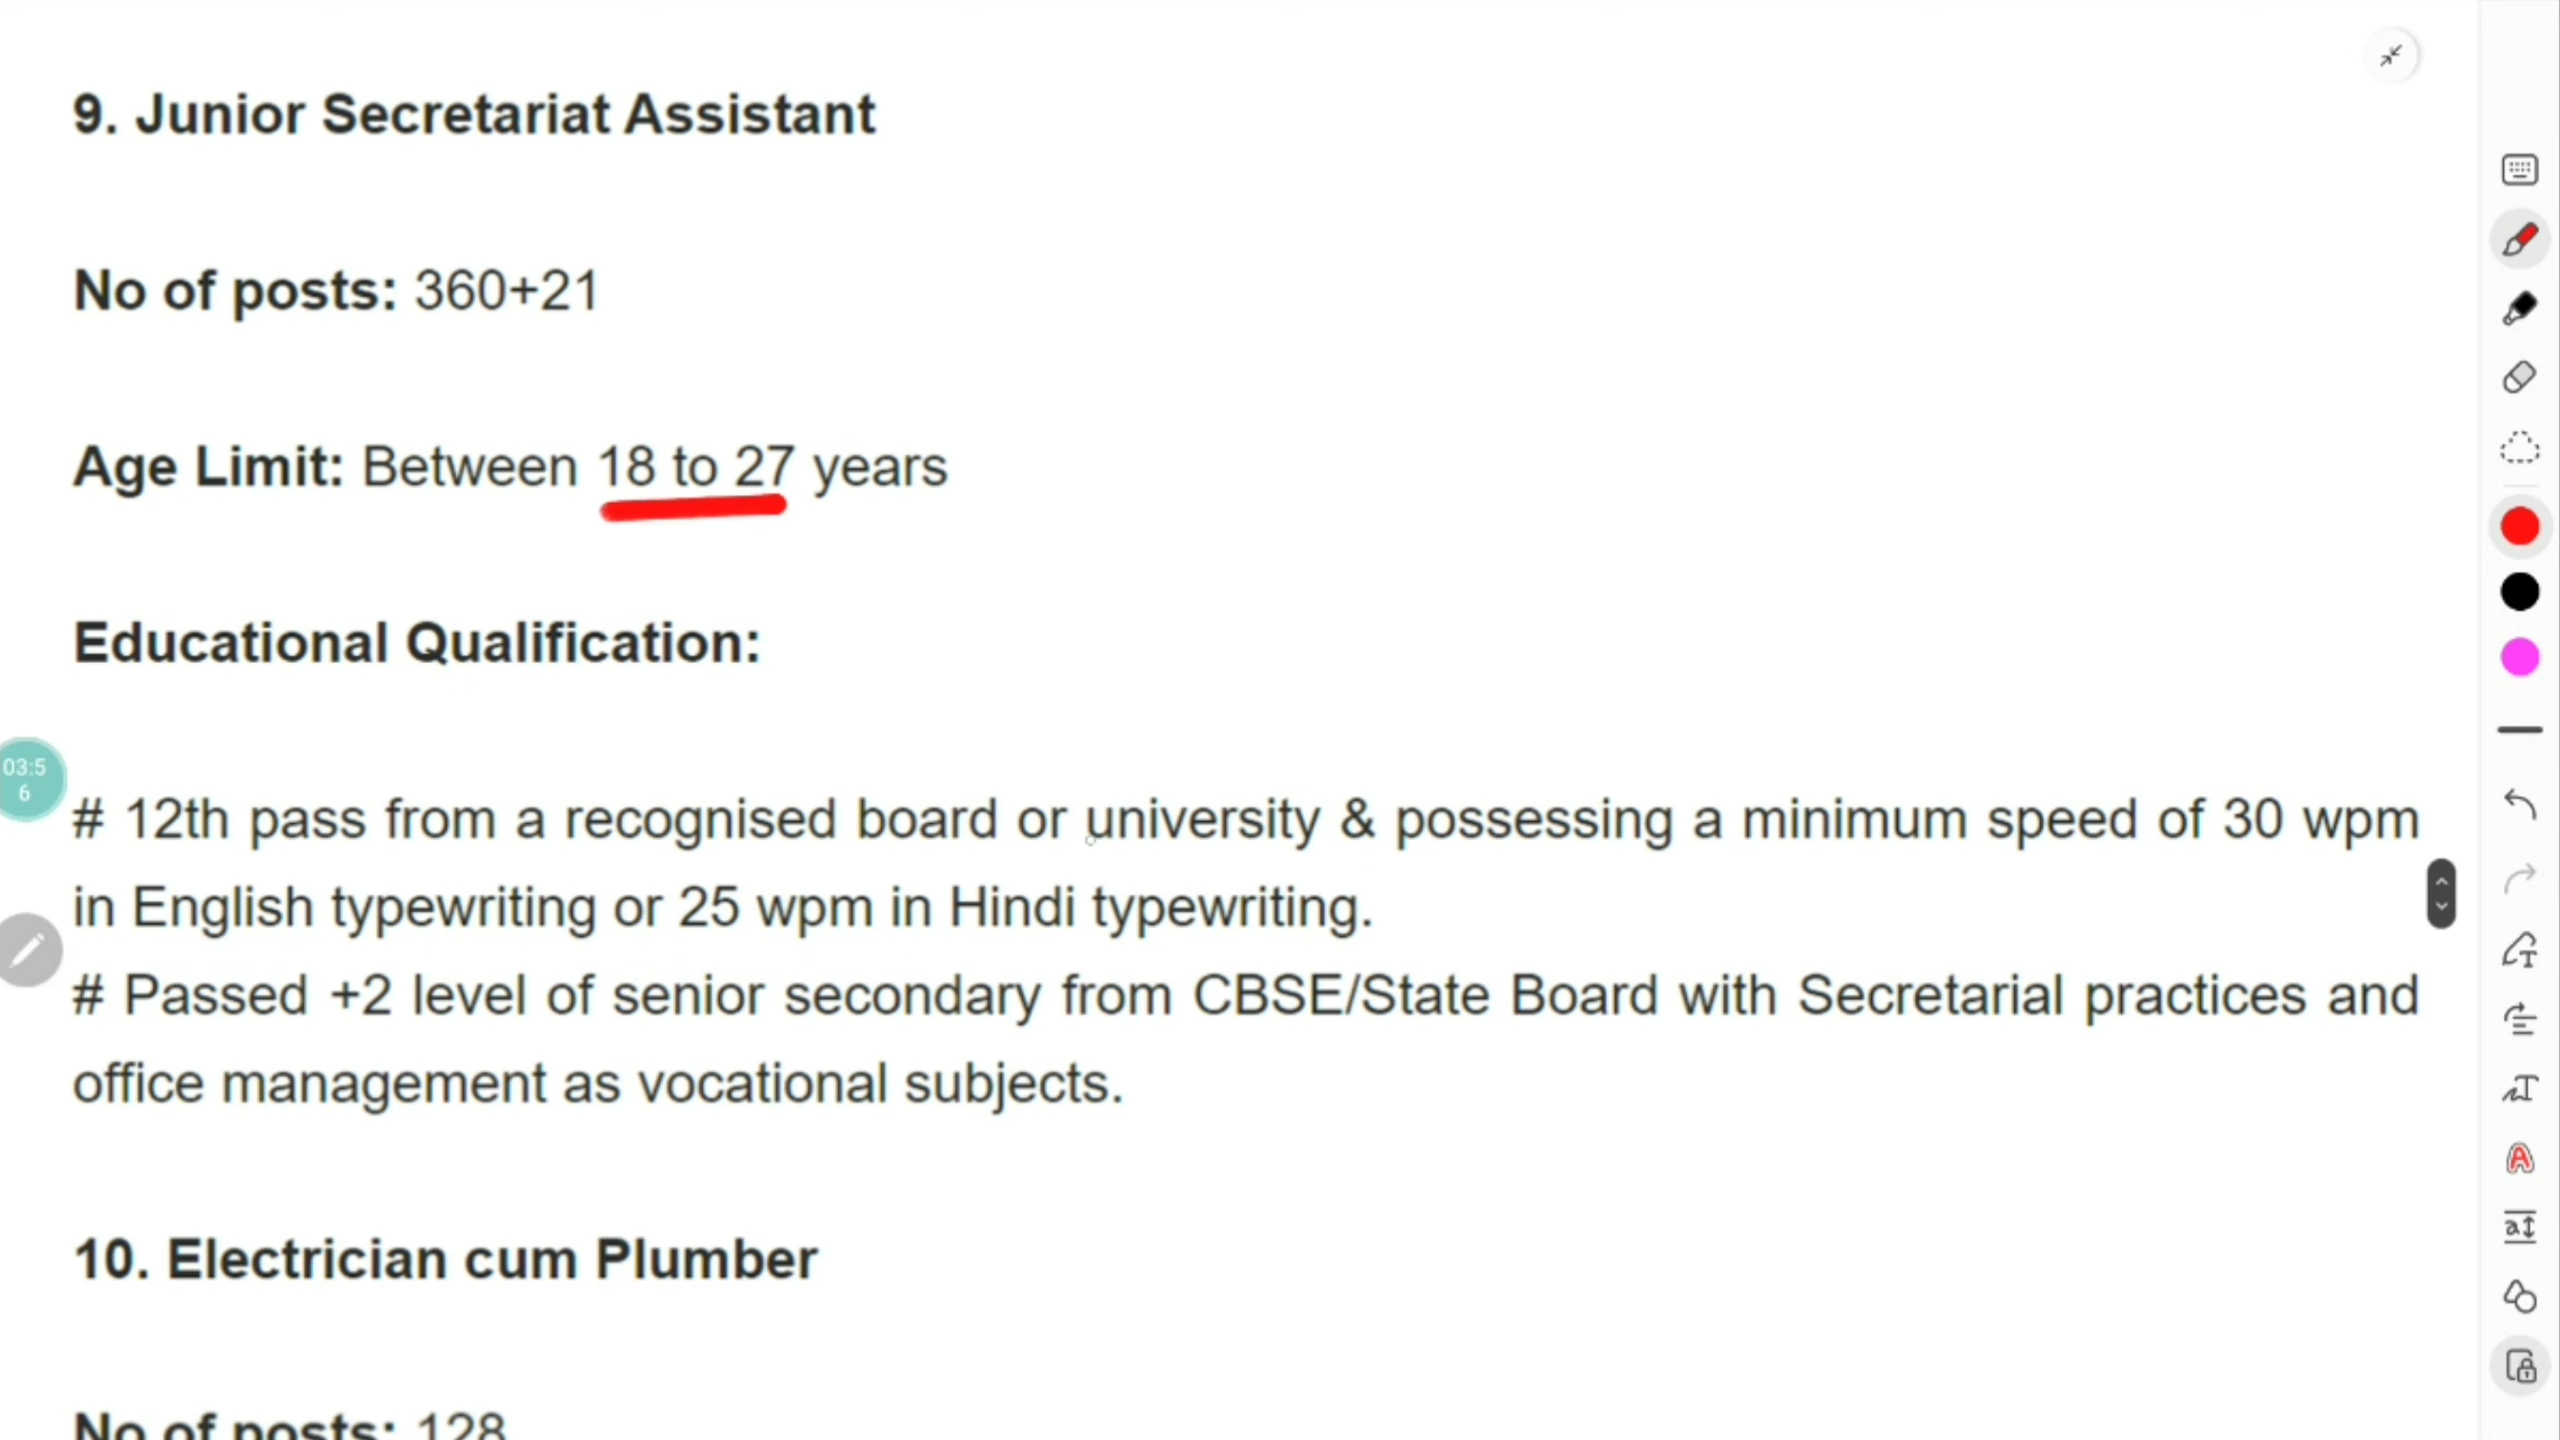 9. Junior Secretariat Assistant
No of posts: 360+21
Age Limit: Between 18 to 27 years
Educational Qualification:
03:5
6
# 12th pass from a recognised board or university & possessing a minimum speed of 30 wpm
in English typewriting or 25 wpm in Hindi typewriting.
# Passed +2 level of senior secondary from CBSE/State Board with Secretarial practices and
office management as vocational subjects.
10. Electrician cum Plumber
No of posts: 128